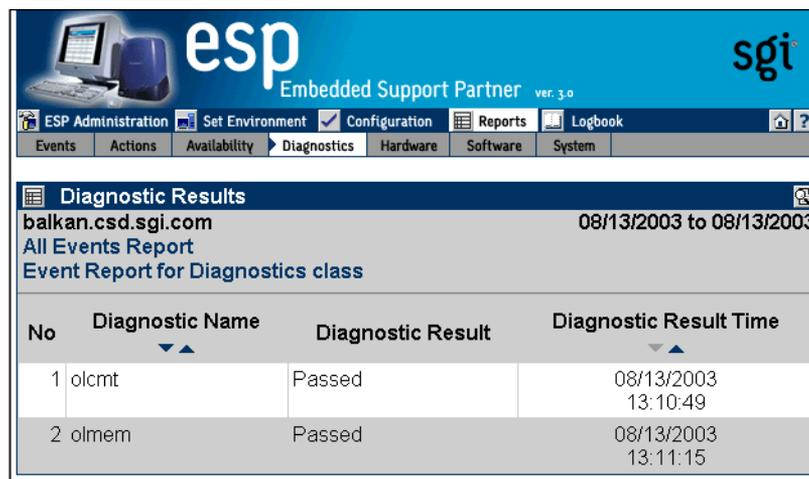 esp
sgi
Embedded Support Partner ver. 3.0
ESP Administration Set Environment Configuration Reports Logbook ?
Events Actions Availability Diagnostics Hardware Software System
Diagnostic Results
balkan.csd.sgi.com 08/13/2003 to 08/13/2003
All Events Report
Event Report for Diagnostics class
No Diagnostic Name Diagnostic Result Diagnostic Result Time
1 olcmt Passed 08/13/2003
13:10:49
2 olmem Passed 08/13/2003
13:11:15